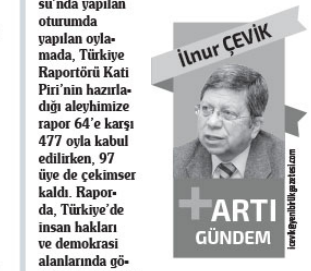 su'nda yapılan
oturumda
yapılan oyla-
mada, Türkiye
Raportörü Kati
Piri'nin hazırla-
dığı aleyhimize
rapor 64'e karşı
477 oyla kabul
edilirken, 97
üye de çekimser
kaldı. Rapor-
da, Türkiye'de
insan hakları
ve demokrasi
alanlarında gö-
İlnur ÇEVİK
+ARTI
GÜNDEM
icevik@yenibirlikgazetesi.com